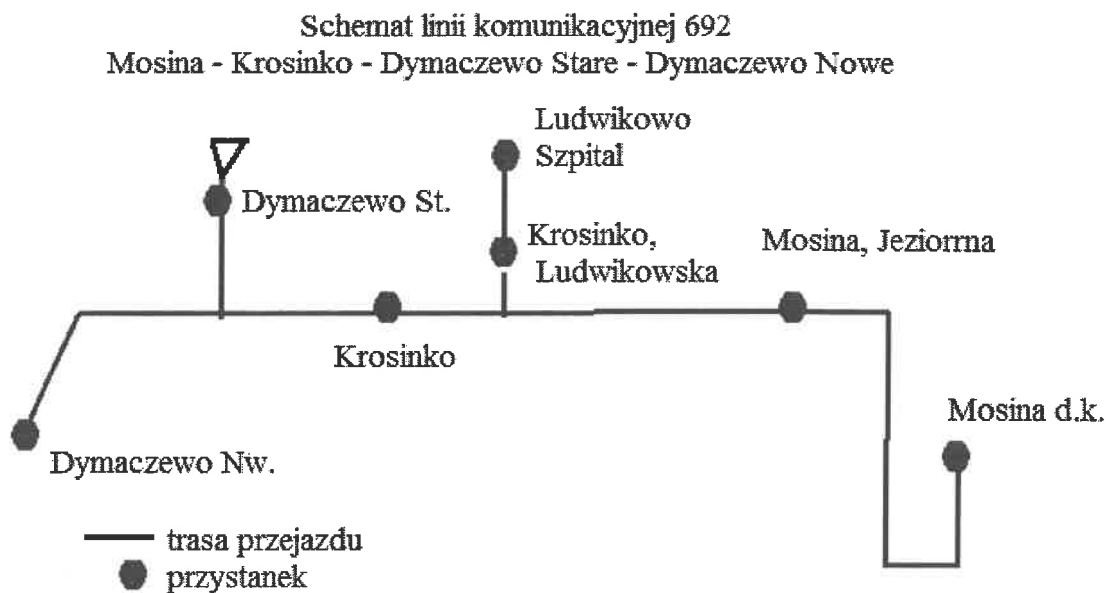 Schemat linii komunikacyjnej 692
Mosina - Krosinko - Dymaczewo Stare - Dymaczewo Nowe
Ludwikowo
Szpital
Dymaczewo St.
Krosinko,
Ludwikowska
Mosina, Jeziorrna
Krosinko
Mosina d.k.
Dymaczewo Nw.
trasa przejazdu
przystanek